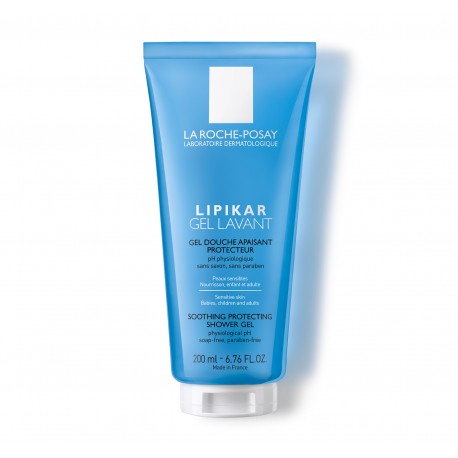 LA ROCHE-POSAY
LABORATOIRE DERMATOLOGIQUE
LIPIKAR
GEL LAVANT
GEL DOUCHE APAISANT
PROTECTEUR
pH physiologique
sans savon, sans paraben
Peaux sensibles
Nourrisson, enfant et adulte
Sensitive skin
Babies, children and adults
SOOTHING PROTECTING
SHOWER GEL
physiological pH
soap-free, paraben-free
200 ml - 6.76 FL.OZ.
Made in France